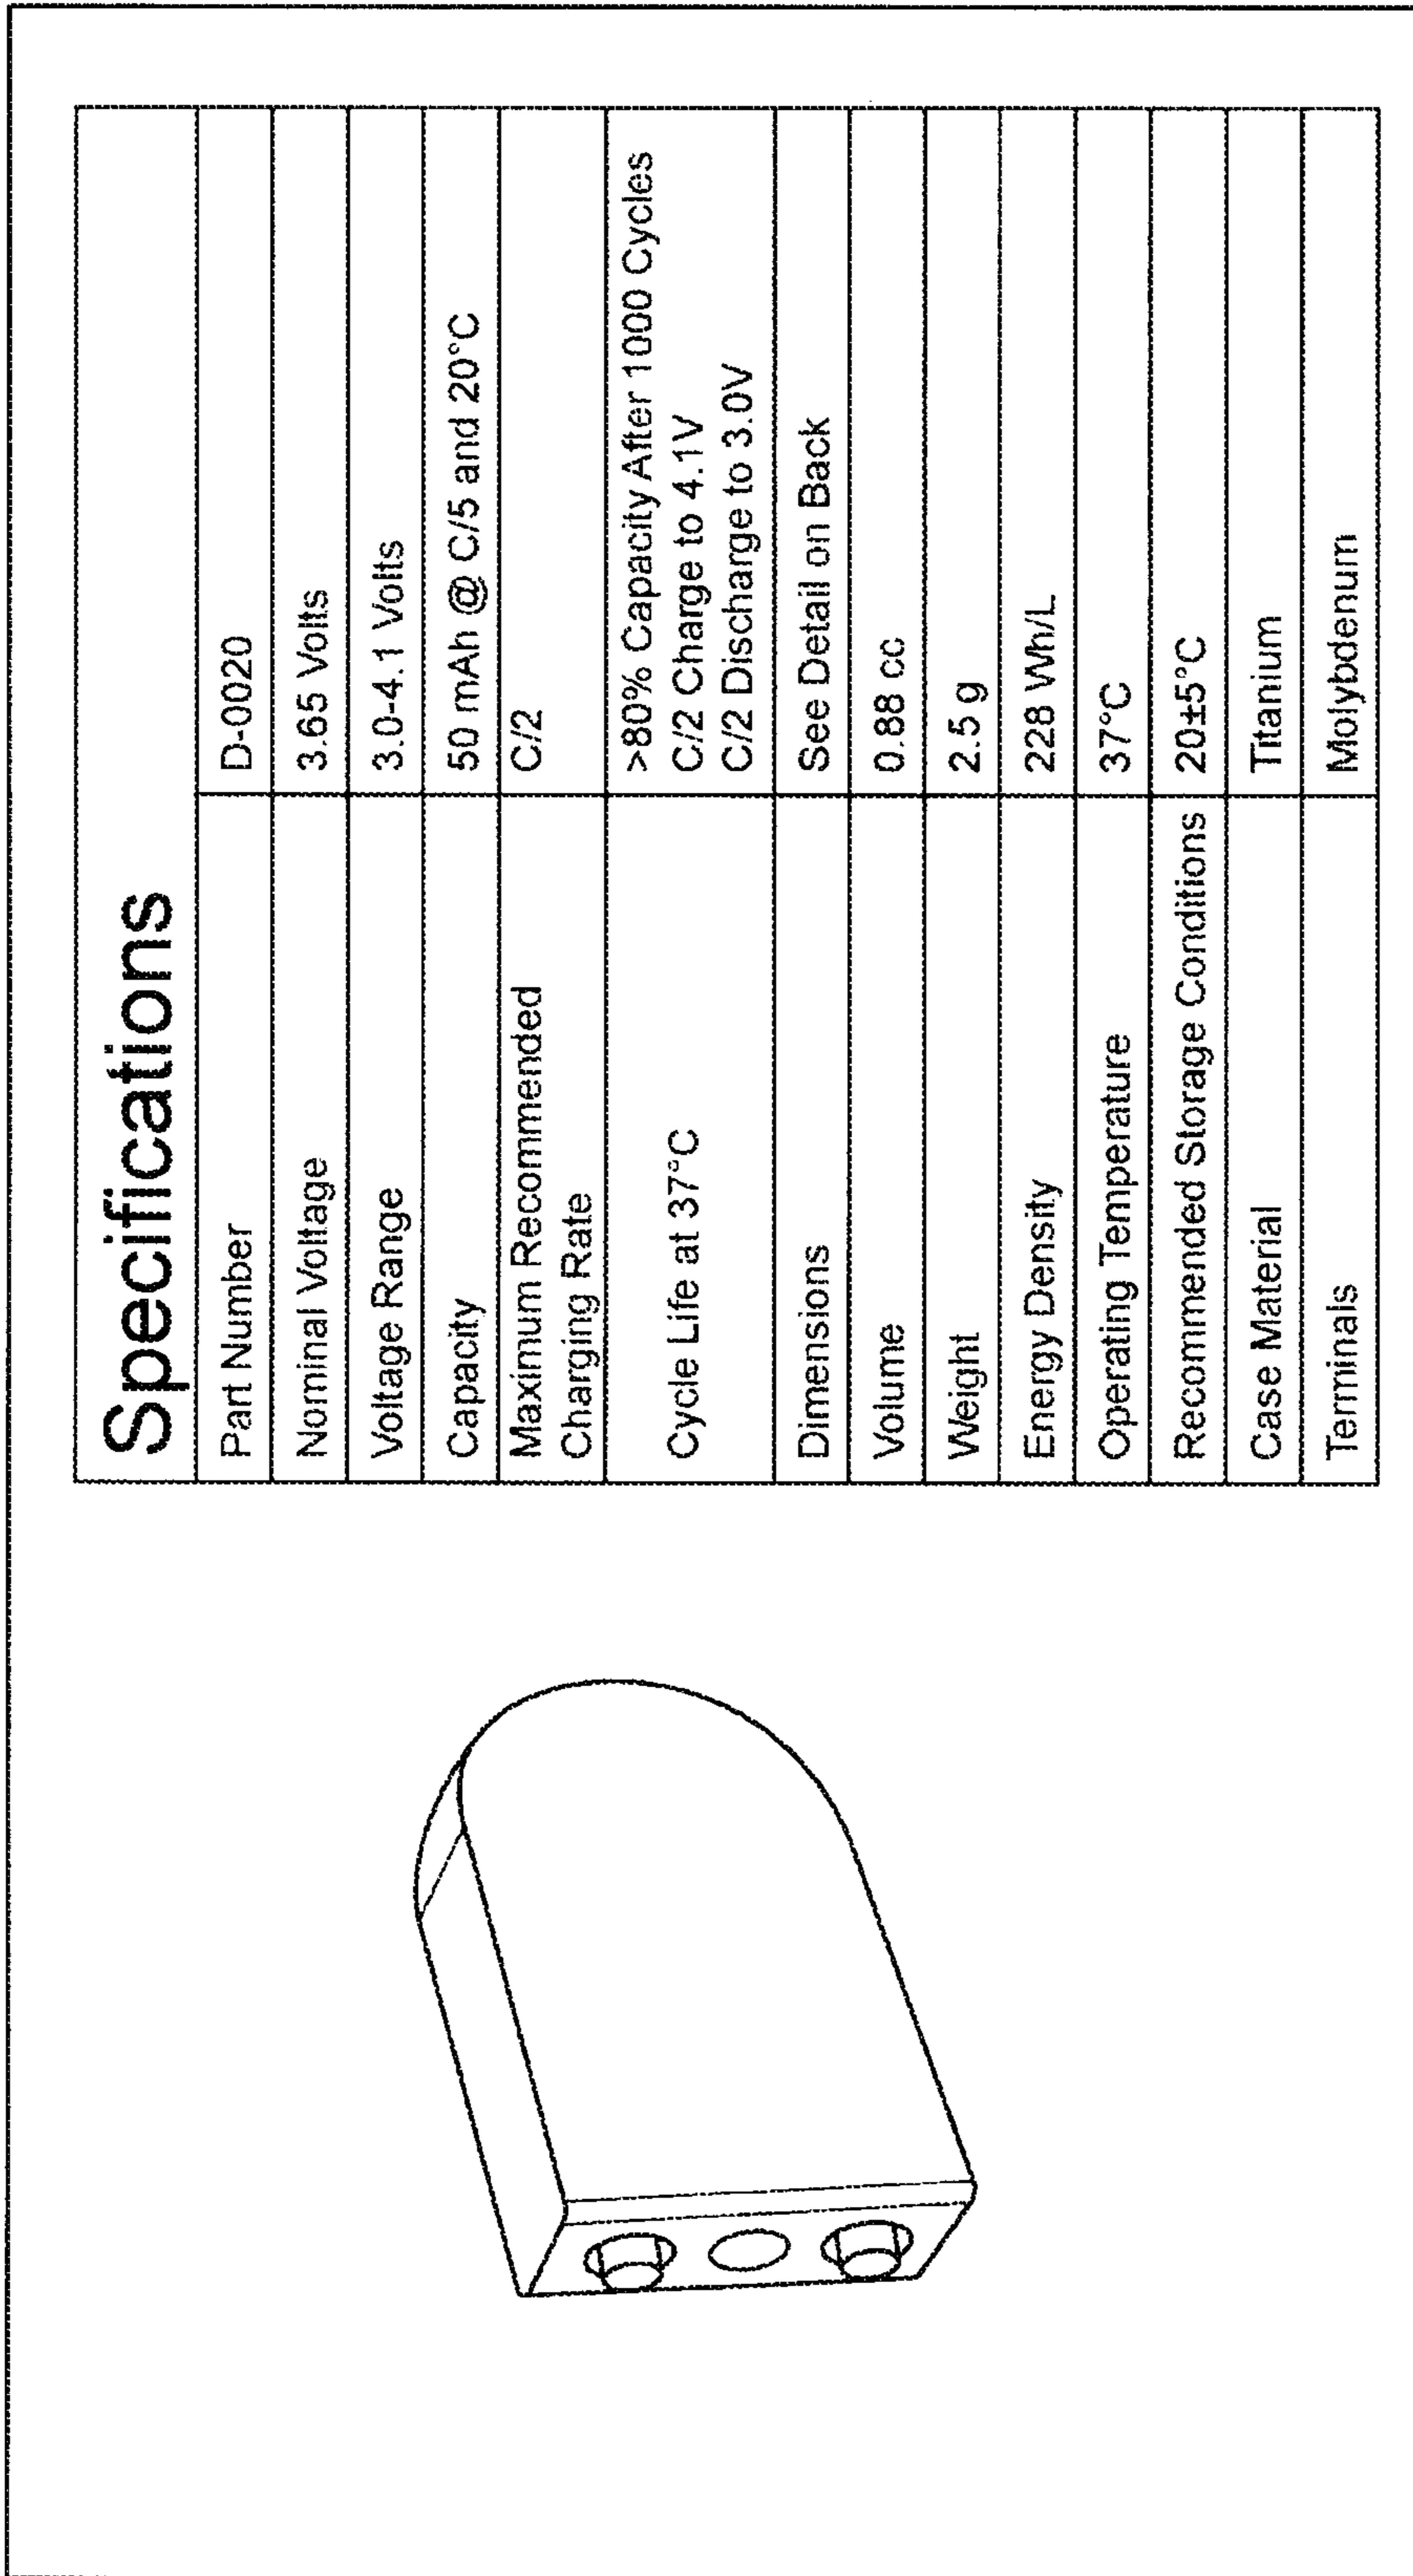 Specifications
Part Number D-0020
Nominal Voltage 3.65 Volts
Voltage Range 3.0-4.1 Volts
Capacity 50 mAh @ C/5 and 20°C
Maximum Recommended
Charging Rate C/2
Cycle Life at 37°C >80% Capacity After 1000 Cycles
C/2 Charge to 4.1V
C/2 Discharge to 3.0V
Dimensions See Detail on Back
Volume 0.88 cc
Weight 2.5 g
Energy Density 228 Wh/L
Operating Temperature 37°C
Recommended Storage Conditions 20±5°C
Case Material Titanium
Terminals Molybdenum